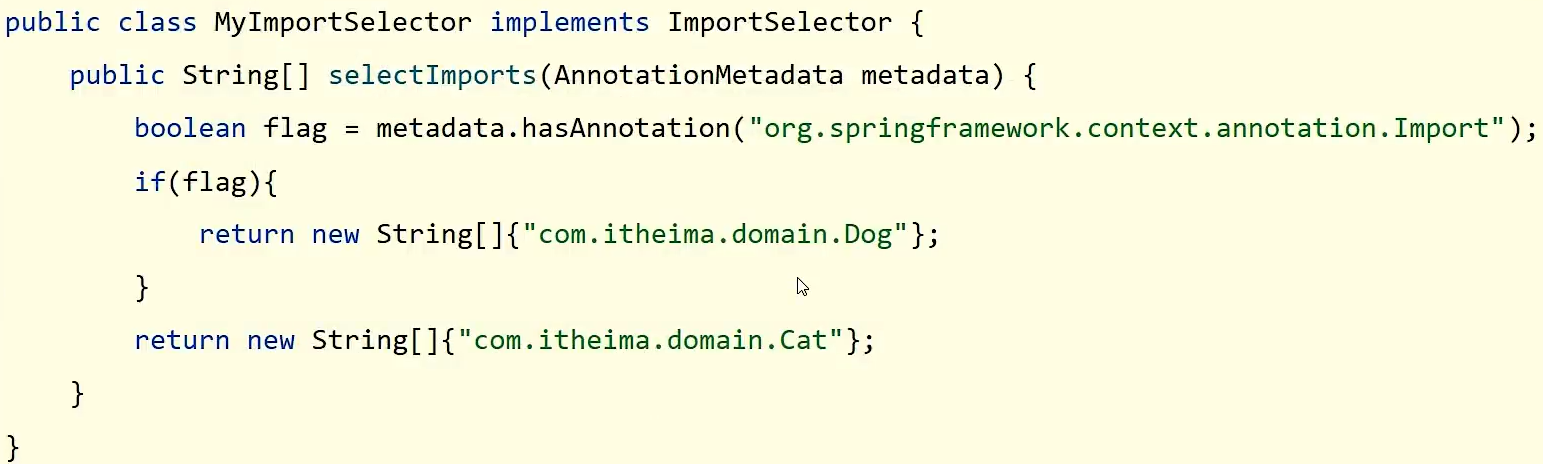 public class MyImportSelector implements ImportSelector {
    public String[] selectImports(AnnotationMetadata metadata) {
        boolean flag = metadata.hasAnnotation("org.springframework.context.annotation.Import");
        if(flag){
            return new String[]{"com.itheima.domain.Dog"};
        }
        return new String[]{"com.itheima.domain.Cat"};
    }
}